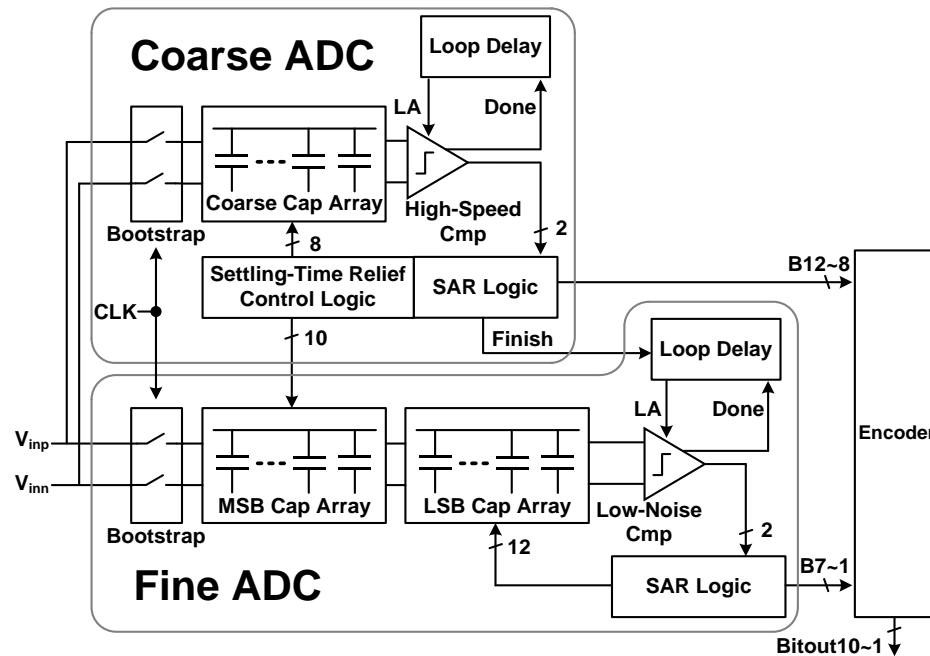 Coarse ADC
Loop Delay
LA
Done
Coarse Cap Array
High-Speed
Cmp
Bootstrap
8
2
Settling-Time Relief
Control Logic
SAR Logic
B12~8
CLK
10
Finish
Loop Delay
LA
Done
Vinp
Vinn
Encoder
MSB Cap Array
LSB Cap Array
Low-Noise
Cmp
Bootstrap
12
2
Fine ADC
SAR Logic
B7~1
Bitout10~1